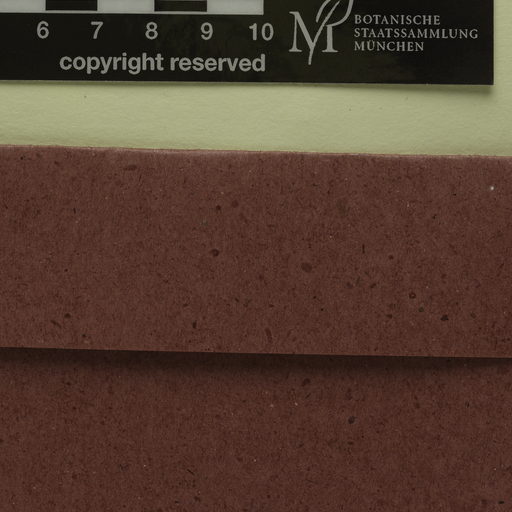 6 7 8 9 10
copyright reserved
M
BOTANISCHE
STAATSSAMMLUNG
MÜNCHEN